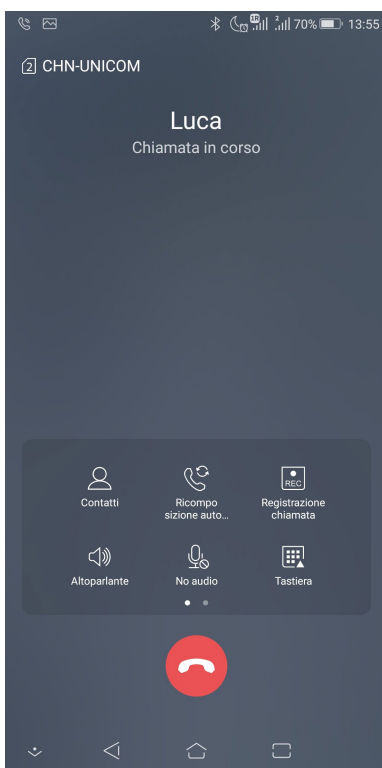 70% 13:55
2 CHN-UNICOM
Luca
Chiamata in corso
Contatti
Ricompo
sizione auto...
REC
Registrazione
chiamata
Altoparlante
No audio
Tastiera